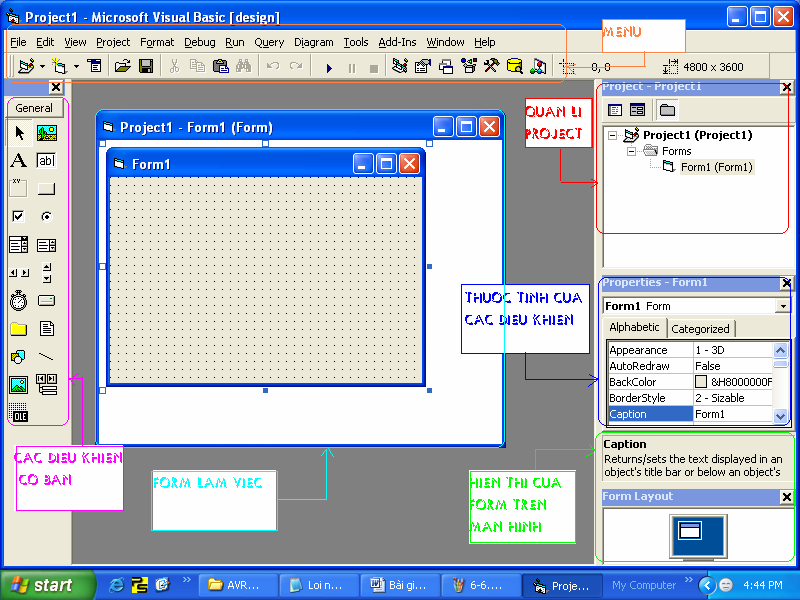 Project1 - Microsoft Visual Basic [design]
File Edit View Project Format Debug Run Query Diagram Tools Add-Ins Window Help
MENU
0, 0 4800 x 3600
General
A
ab|
XY
OLE
Project1 - Form1 (Form)
Form1
QUAN LI
PROJECT
Project - Project1
Project1 (Project1)
Forms
Form1 (Form1)
THUOC TINH CUA
CAC DIEU KHIEN
Properties - Form1
Form1 Form
Alphabetic Categorized
Appearance 1 - 3D
AutoRedraw False
BackColor &H8000000F
BorderStyle 2 - Sizable
Caption Form1
Caption
Returns/sets the text displayed in an
object's title bar or below an object's
Form Layout
CAC DIEU KHIEN
CO BAN
FORM LAM VIEC
HIEN THI CUA
FORM TREN
MAN HINH
start AVR... Loi n... Bài gi... 6-6.... Proje... My Computer » 4:44 PM